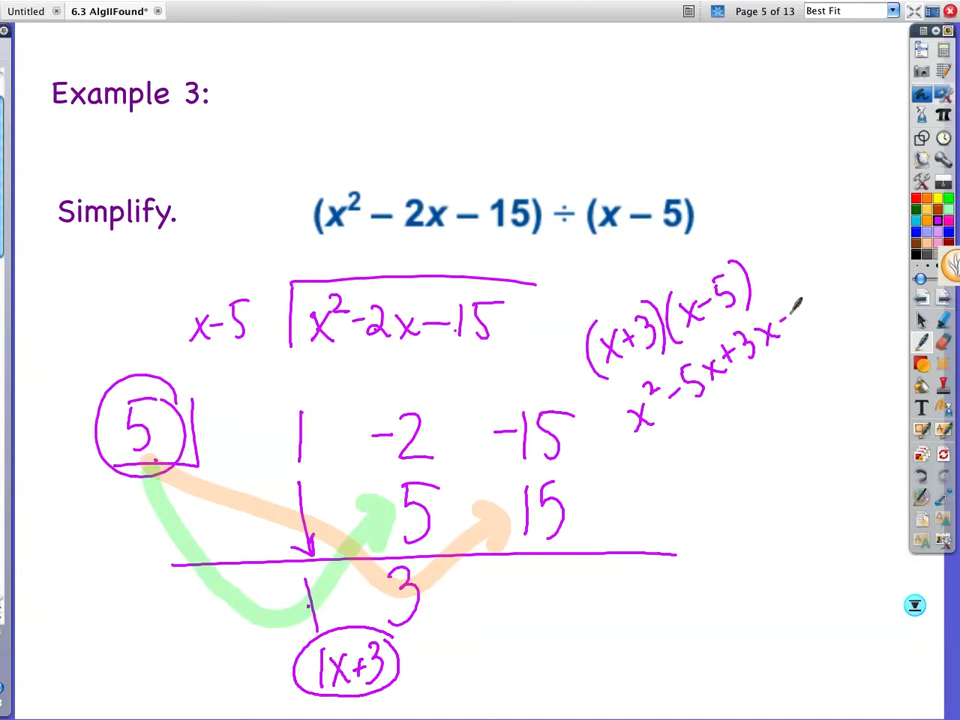 Untitled 6.3 AlgIIFound* Page 5 of 13 Best Fit
Example 3:
Simplify. (x² – 2x – 15) ÷ (x – 5)
x-5 x²-2x-15
(x+3)(x-5)
x²-5x+3x-
5 1 -2 -15
5 15
1 3
1x+3